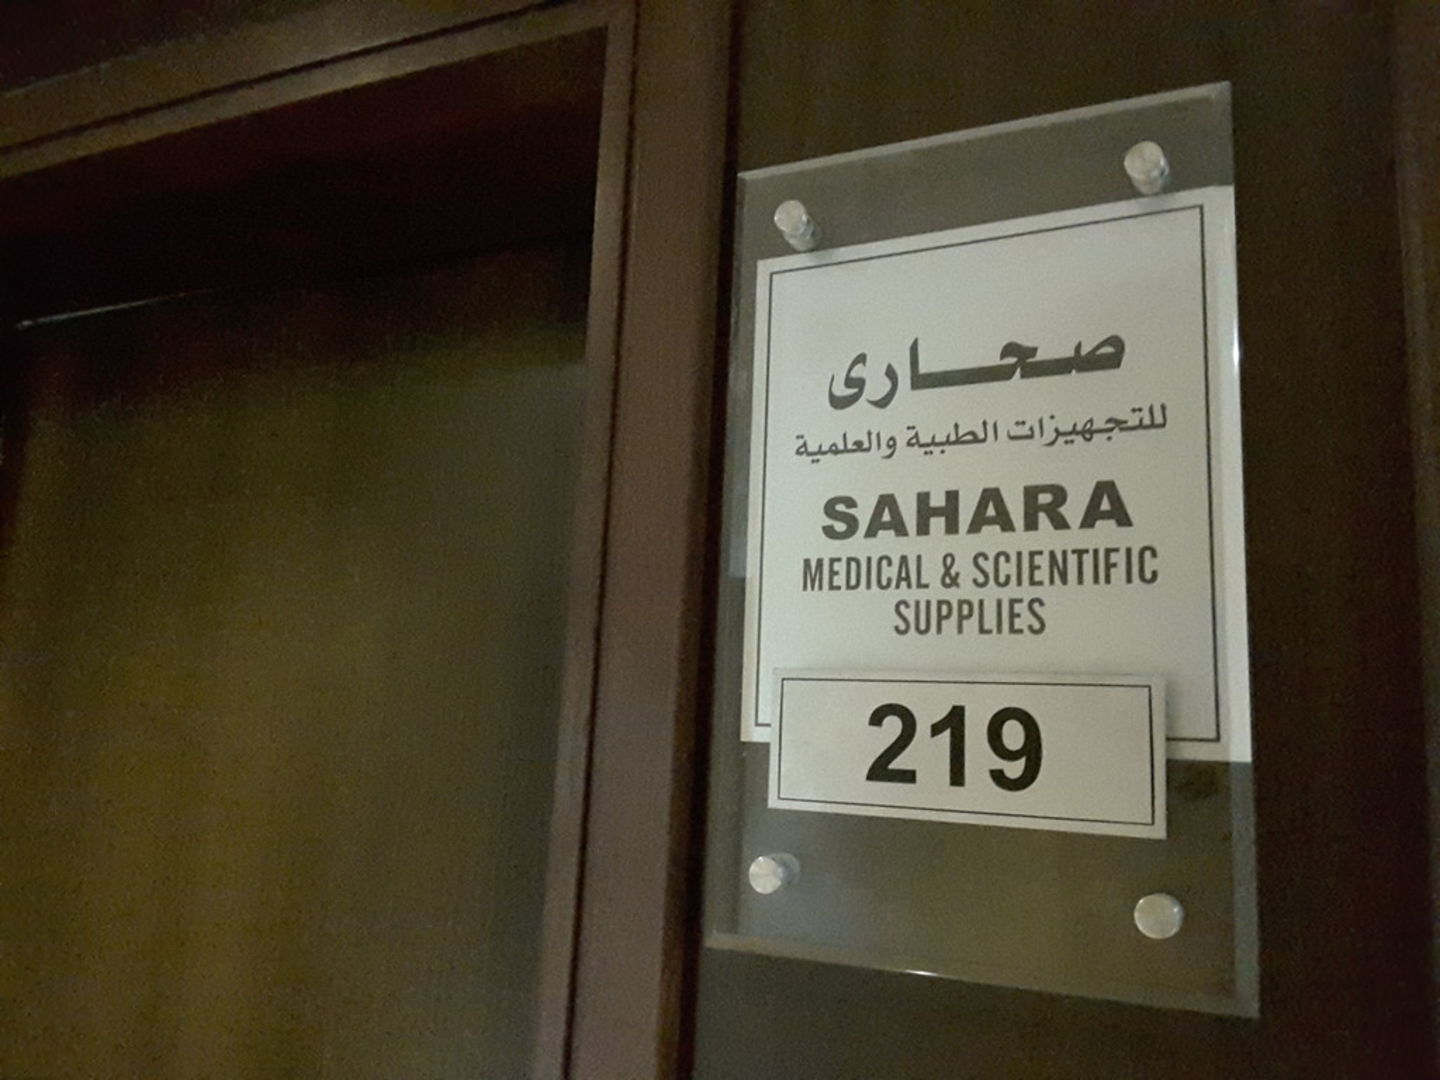 صحارى
للتجهيزات الطبية والعلمية
SAHARA
MEDICAL & SCIENTIFIC
SUPPLIES
219